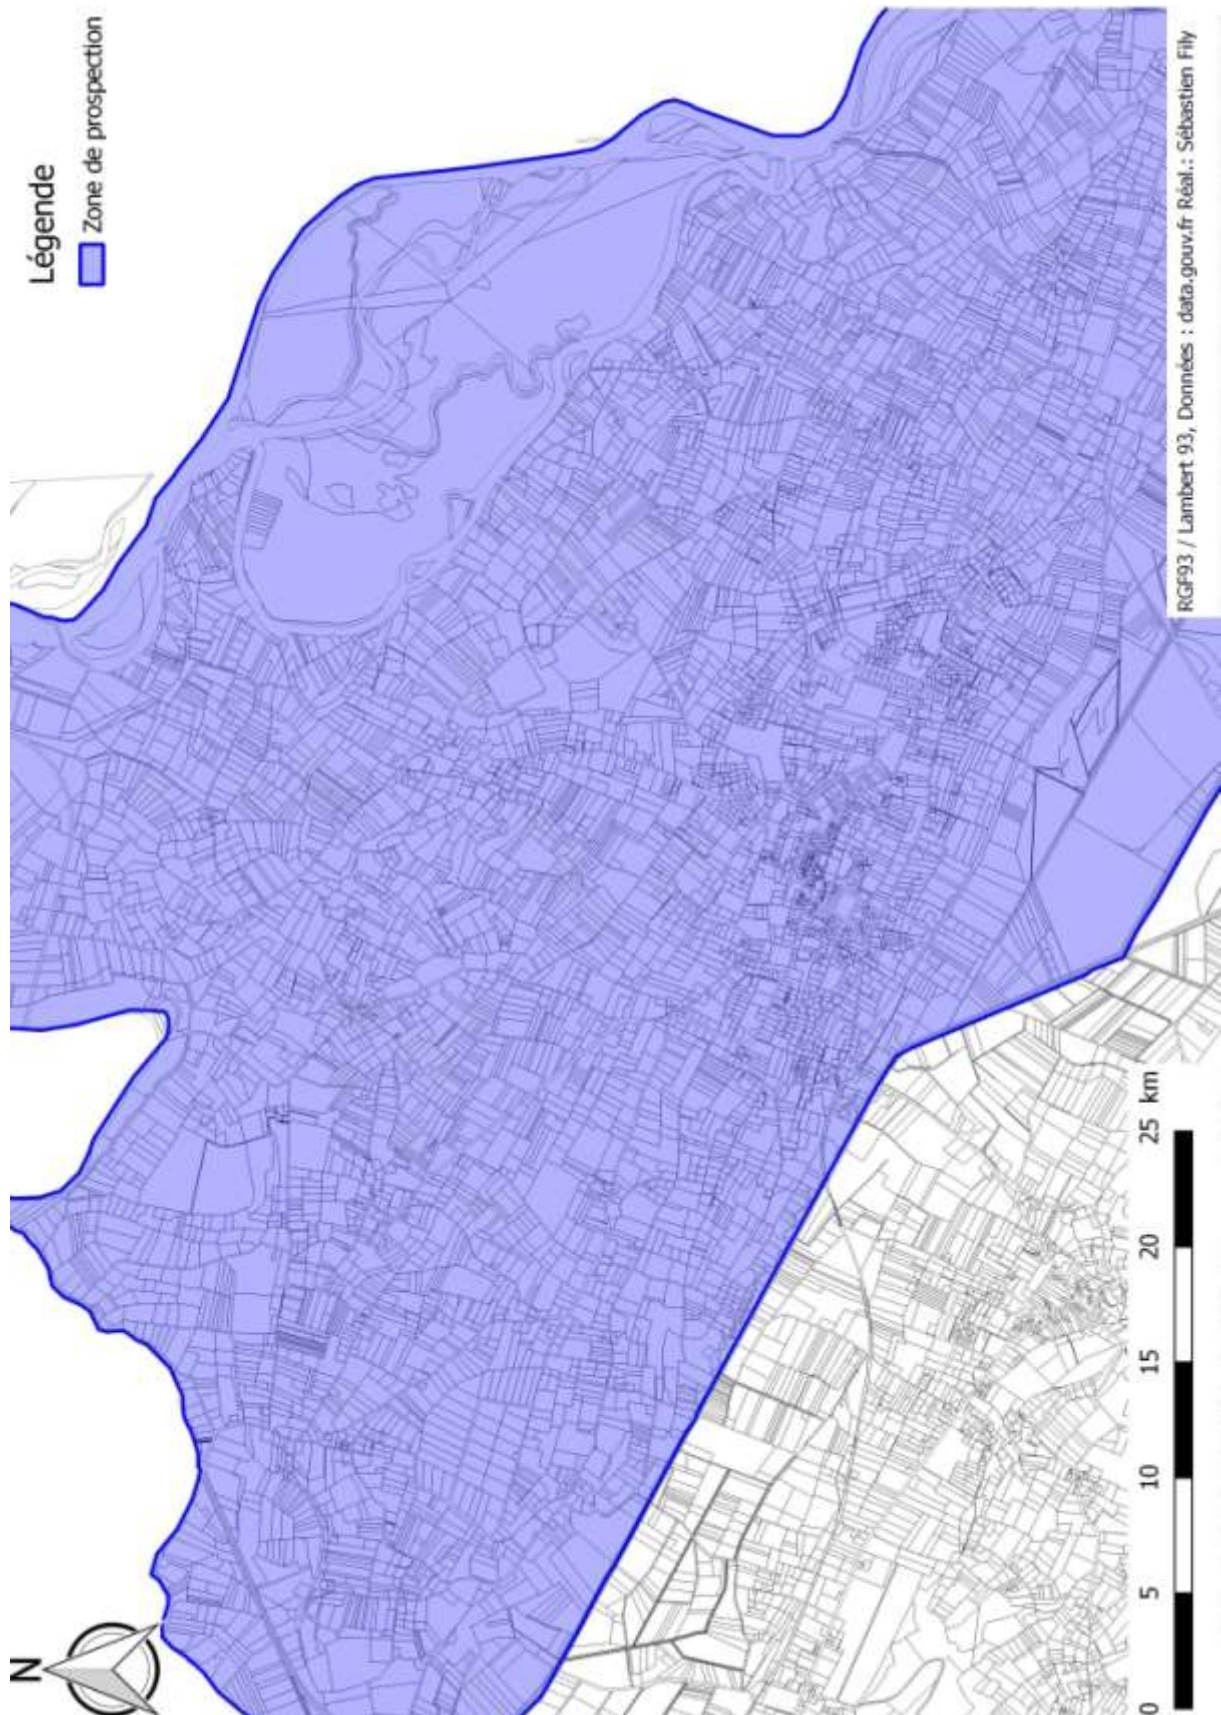 Légende
Zone de prospection
N
0 5 10 15 20 25 km
RGF93 / Lambert 93, Données : data.gouv.fr Réal.: Sébastien Fily